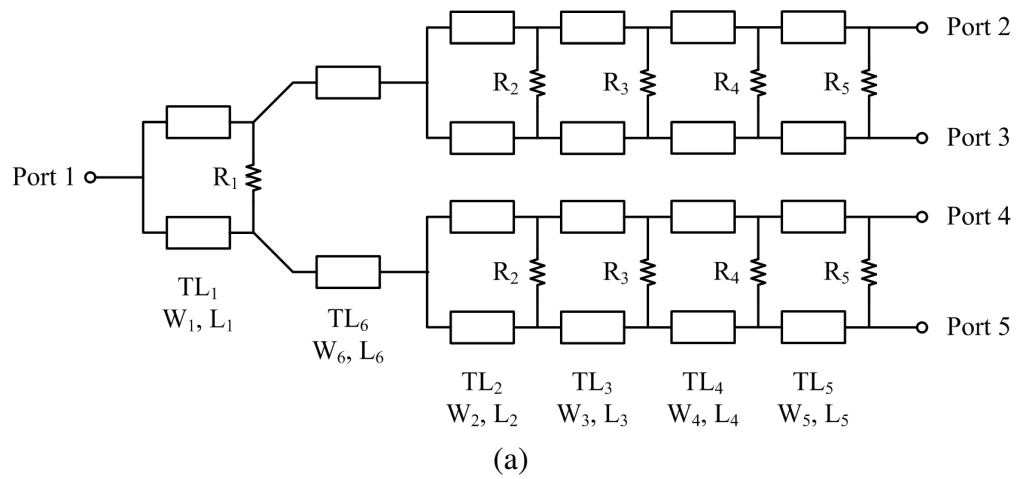 Port 2
R₂ R₃ R₄ R₅
Port 3
Port 1
R₁
Port 4
R₂ R₃ R₄ R₅
Port 5
TL₁
W₁, L₁
TL₆
W₆, L₆
TL₂ TL₃ TL₄ TL₅
W₂, L₂ W₃, L₃ W₄, L₄ W₅, L₅
(a)